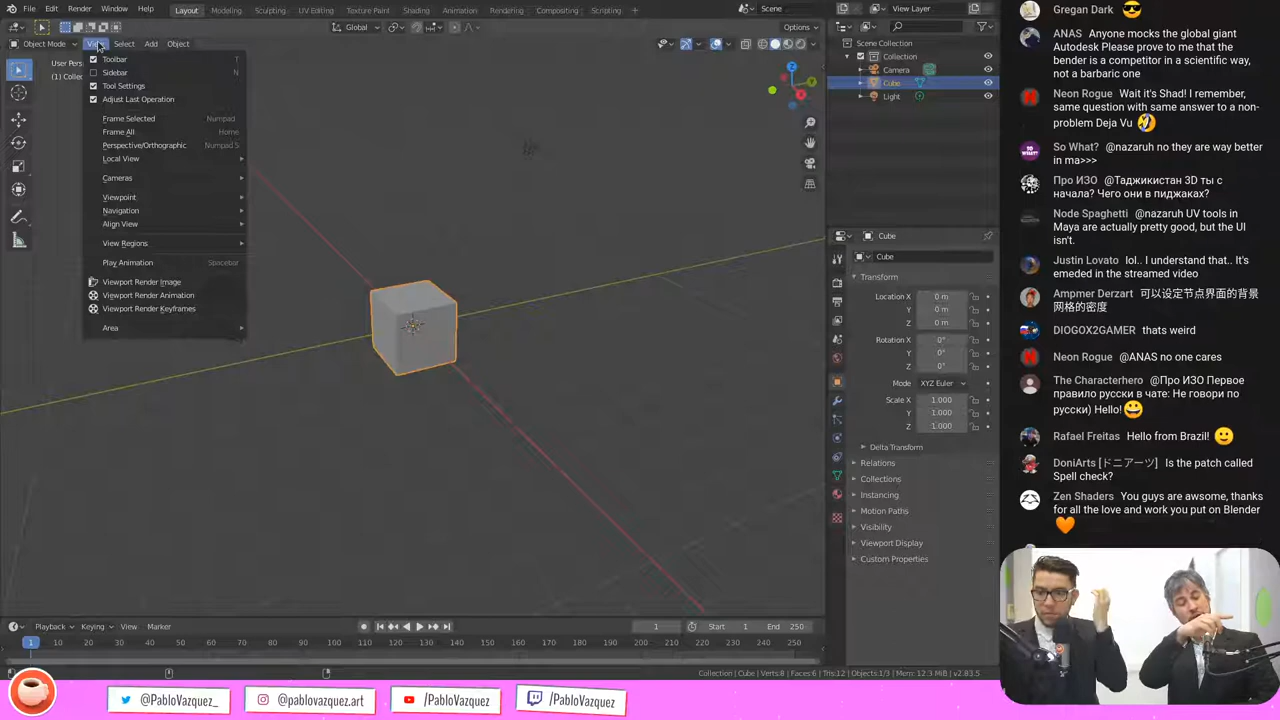 File Edit Render Window Help Layout Modeling Sculpting UV Editing Texture Paint Shading Animation Rendering Compositing Scripting Scene View Layer
Global Options
Object Mode View Select Add Object
User Pers
(1) Collec
Toolbar T
Sidebar N
Tool Settings
Adjust Last Operation
Frame Selected Numpad
Frame All Home
Perspective/Orthographic Numpad 5
Local View
Cameras
Viewpoint
Navigation
Align View
View Regions
Play Animation Spacebar
Viewport Render Image
Viewport Render Animation
Viewport Render Keyframes
Area
X
Y
Z
Scene Collection
Collection
Camera
Cube
Light
Cube
Cube
Transform
Location X 0 m
Y 0 m
Z 0 m
Rotation X 0°
Y 0°
Z 0°
Mode XYZ Euler
Scale X 1.000
Y 1.000
Z 1.000
Delta Transform
Relations
Collections
Instancing
Motion Paths
Visibility
Viewport Display
Custom Properties
Playback Keying View Marker 1 Start 1 End 250
1 10 20 30 40 50 60 70 80 90 100 110 120 130 140 150 160 170 180 190 200 210 220 230 240 250
Collection | Cube | Verts:8 | Faces:6 | Tris:12 | Objects:1/3 | Mem: 12.3 MiB | v2.83.5
Gregan Dark
ANAS Anyone mocks the global giant
Autodesk Please prove to me that the
bender is a competitor in a scientific way,
not a barbaric one
Neon Rogue Wait it's Shad! I remember,
same question with same answer to a non-
problem Deja Vu
So What? @nazaruh no they are way better
in ma>>>
Про ИЗО @Таджикистан 3D ты с
начала? Чего они в пиджаках?
Node Spaghetti @nazaruh UV tools in
Maya are actually pretty good, but the UI
isn't.
Justin Lovato lol.. I understand that.. It's
emeded in the streamed video
Ampmer Derzart 可以设定节点界面的背景
网格的密度
DIOGOX2GAMER thats weird
Neon Rogue @ANAS no one cares
The Characterhero @Про ИЗО Первое
правило русски в чате: Не говори по
русски) Hello!
Rafael Freitas Hello from Brazil!
DoniArts [ドニアーツ] Is the patch called
Spell check?
Zen Shaders You guys are awsome, thanks
for all the love and work you put on Blender
SO
WHAT?
@PabloVazquez_ @pablovazquez.art /PabloVazquez /PabloVazquez